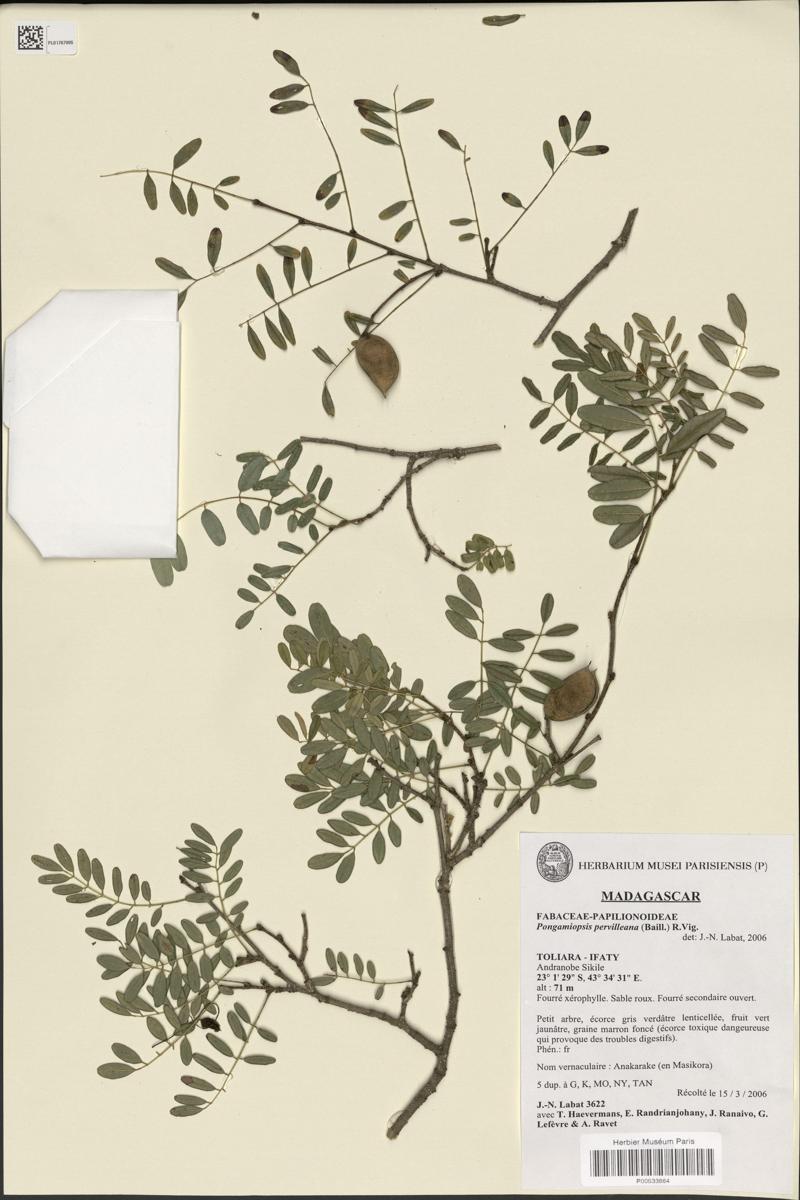 PL01767995
HERBARIUM MUSEI PARISIENSIS (P)
MADAGASCAR
FABACEAE-PAPILIONOIDEAE
Pongamiopsis pervilleana (Baill.) R.Vig.
det: J.-N. Labat, 2006
TOLIARA - IFATY
Andranobe Sikile
23° 1' 29" S, 43° 34' 31" E.
alt : 71 m
Fourré xérophylle. Sable roux. Fourré secondaire ouvert.
Petit arbre, écorce gris verdâtre lenticellée, fruit vert
jaunâtre, graine marron foncé (écorce toxique dangeureuse
qui provoque des troubles digestifs).
Phén.: fr
Nom vernaculaire : Anakarake (en Masikora)
5 dup. à G, K, MO, NY, TAN
Récolté le 15 / 3 / 2006
J.-N. Labat 3622
avec T. Haevermans, E. Randrianjohany, J. Ranaivo, G.
Lefèvre & A. Ravet
Herbier Muséum Paris
P00533864